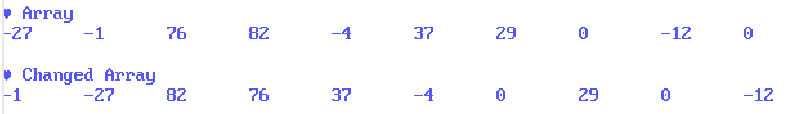 # Array
-27 -1 76 82 -4 37 29 0 -12 0
# Changed Array
-1 -27 82 76 37 -4 0 29 0 -12